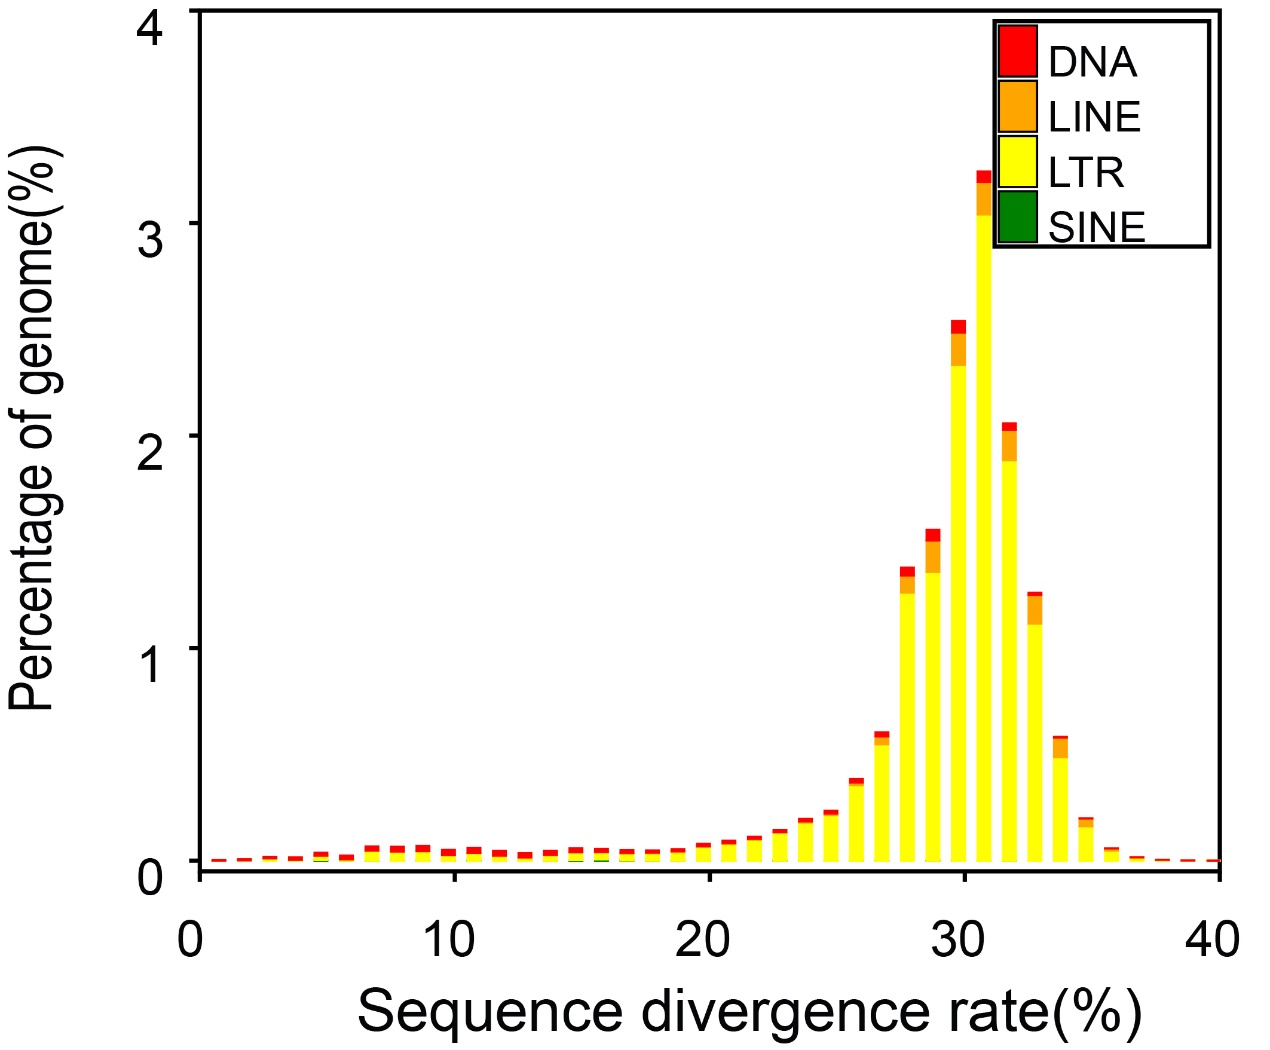 Percentage of genome(%)
4
3
2
1
0
DNA
LINE
LTR
SINE
0 10 20 30 40
Sequence divergence rate(%)